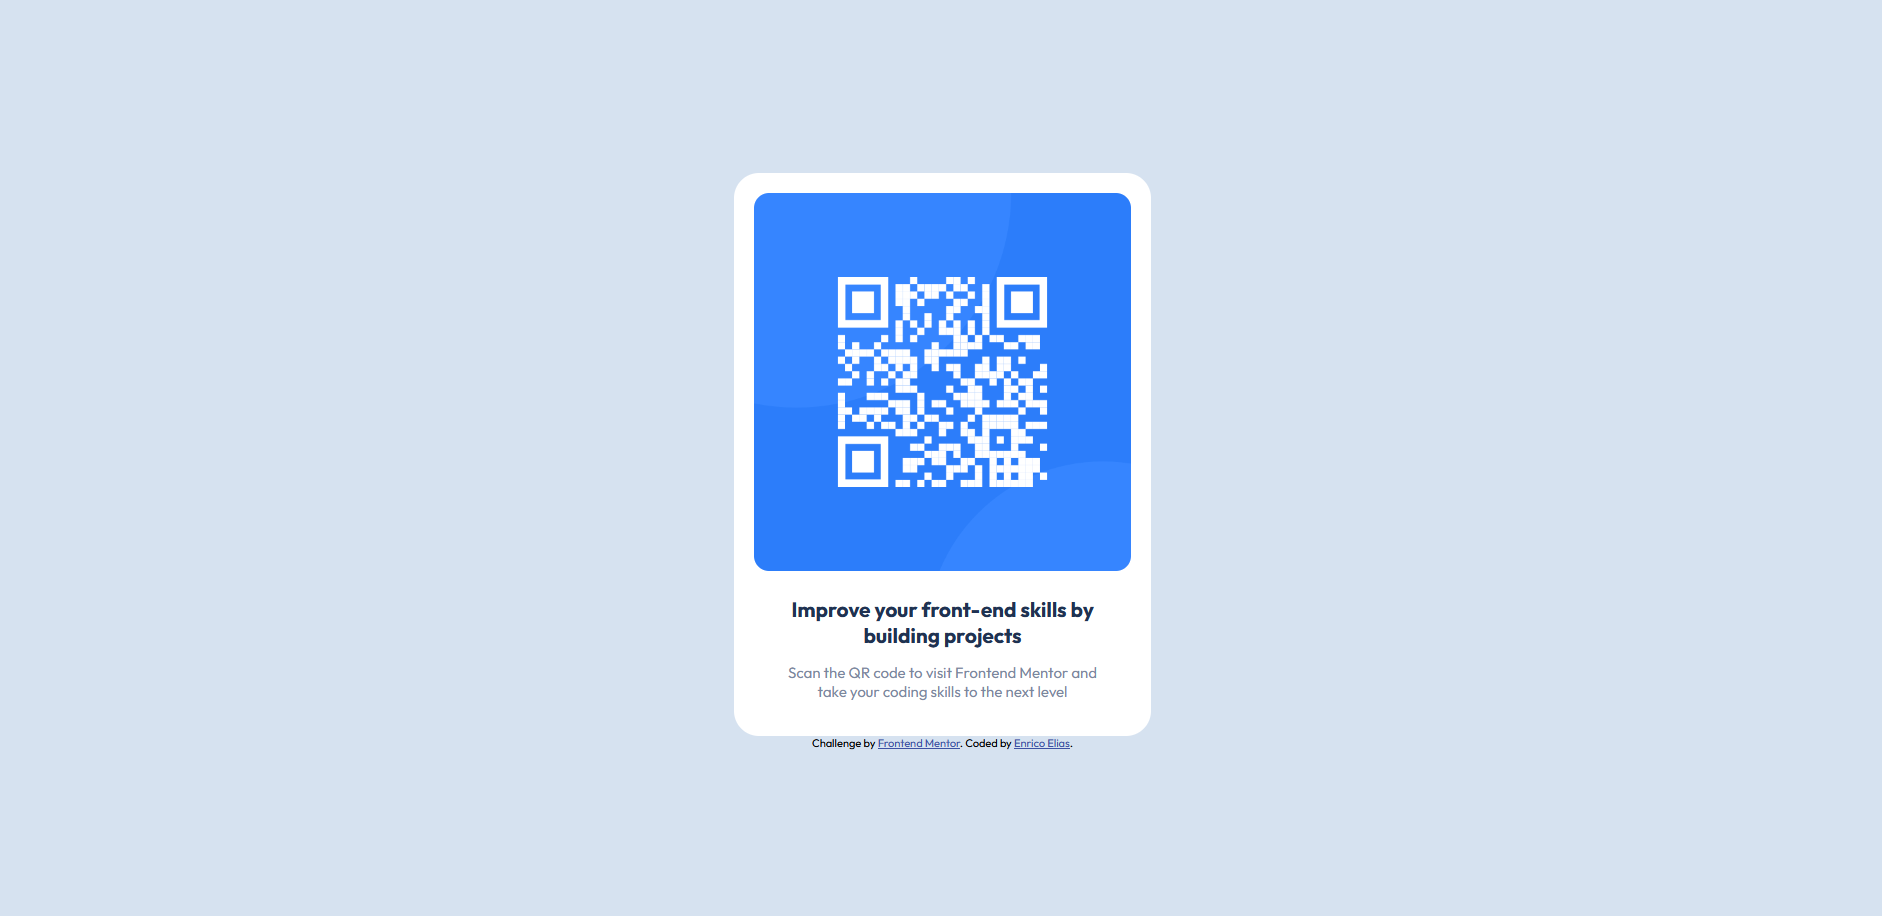 Improve your front-end skills by
building projects
Scan the QR code to visit Frontend Mentor and
take your coding skills to the next level
Challenge by Frontend Mentor. Coded by Enrico Elias.